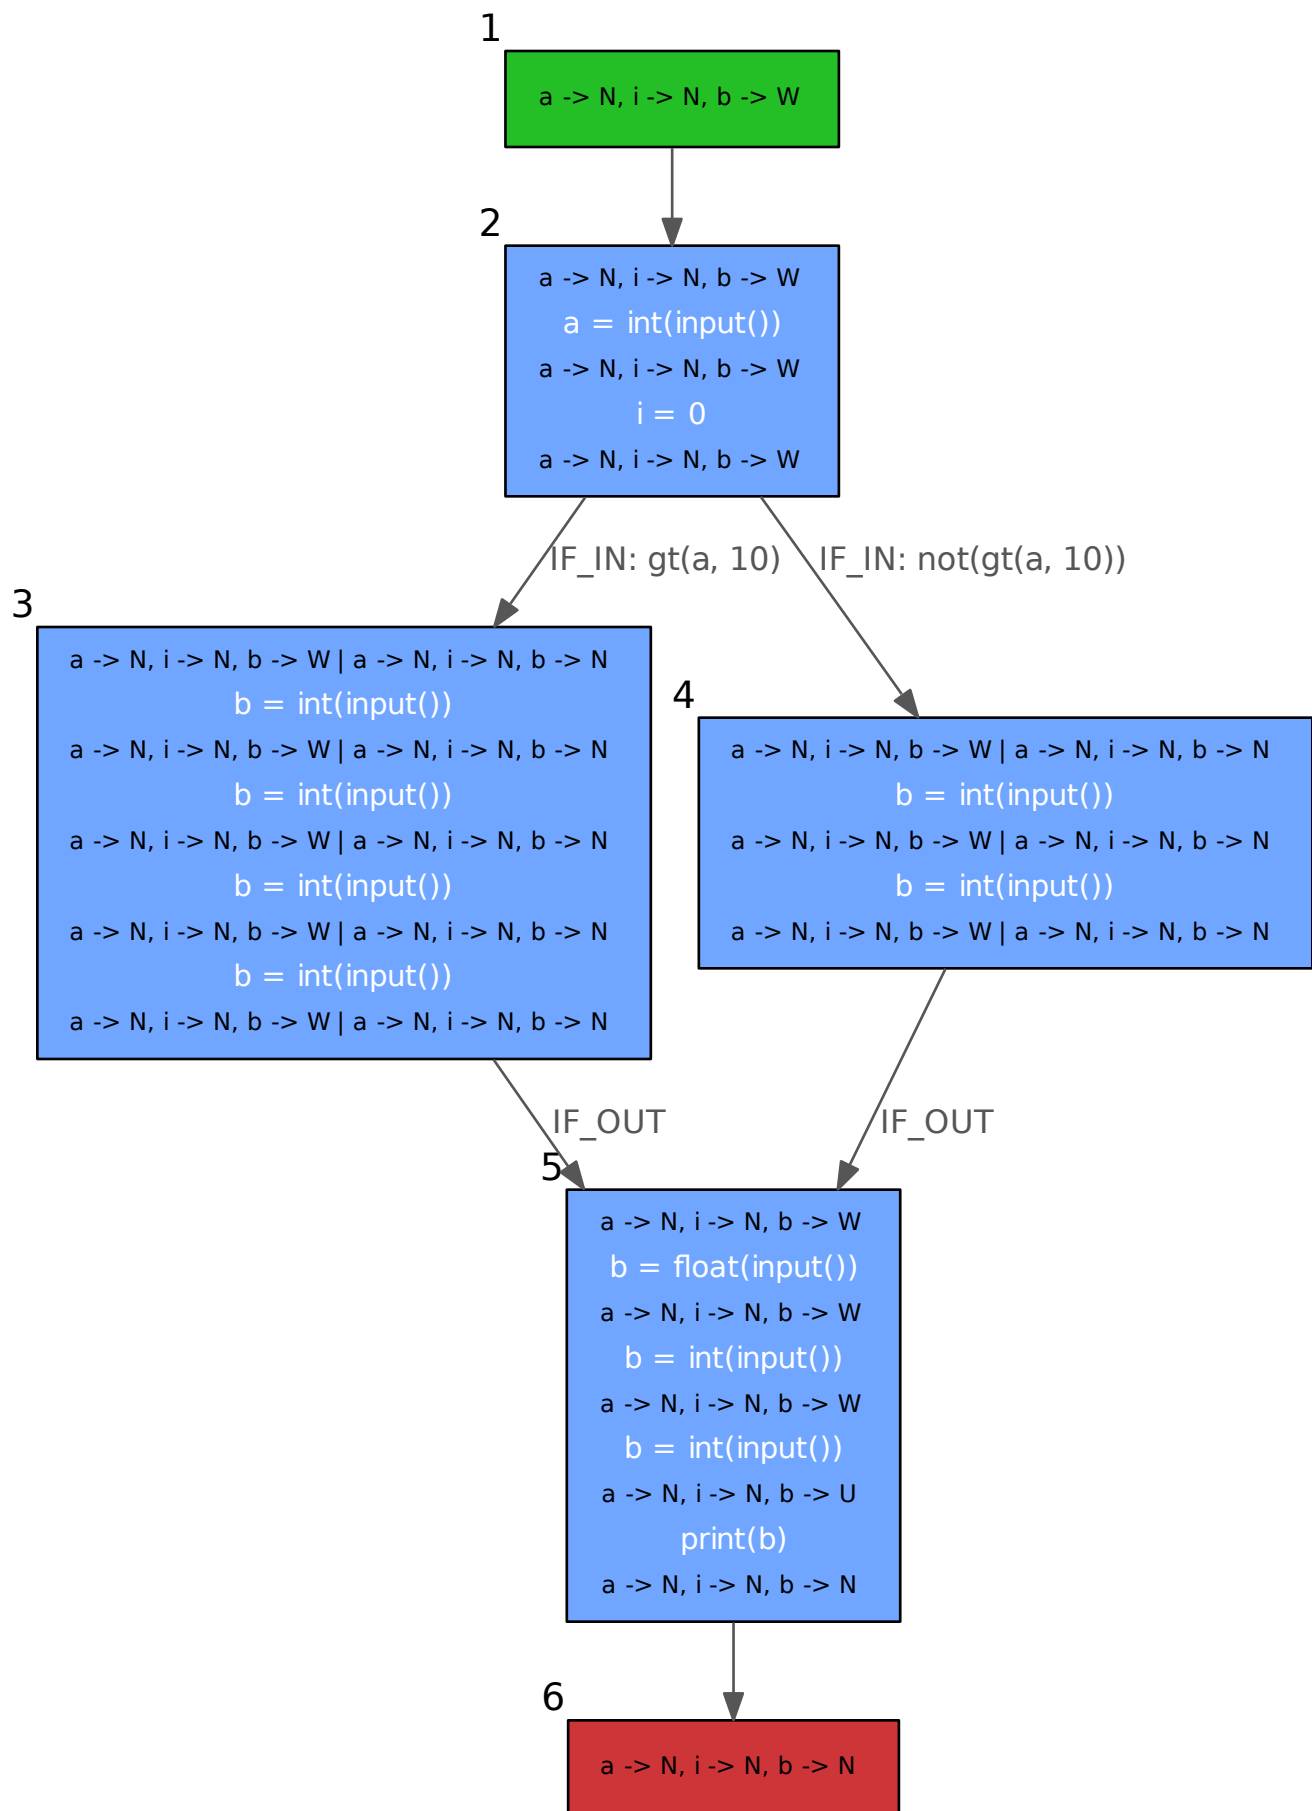 1
a -> N, i -> N, b -> W
2
a -> N, i -> N, b -> W
a = int(input())
a -> N, i -> N, b -> W
i = 0
a -> N, i -> N, b -> W
IF_IN: gt(a, 10)
IF_IN: not(gt(a, 10))
3
a -> N, i -> N, b -> W | a -> N, i -> N, b -> N
b = int(input())
a -> N, i -> N, b -> W | a -> N, i -> N, b -> N
b = int(input())
a -> N, i -> N, b -> W | a -> N, i -> N, b -> N
b = int(input())
a -> N, i -> N, b -> W | a -> N, i -> N, b -> N
b = int(input())
a -> N, i -> N, b -> W | a -> N, i -> N, b -> N
4
a -> N, i -> N, b -> W | a -> N, i -> N, b -> N
b = int(input())
a -> N, i -> N, b -> W | a -> N, i -> N, b -> N
b = int(input())
a -> N, i -> N, b -> W | a -> N, i -> N, b -> N
IF_OUT
IF_OUT
5
a -> N, i -> N, b -> W
b = float(input())
a -> N, i -> N, b -> W
b = int(input())
a -> N, i -> N, b -> W
b = int(input())
a -> N, i -> N, b -> U
print(b)
a -> N, i -> N, b -> N
6
a -> N, i -> N, b -> N